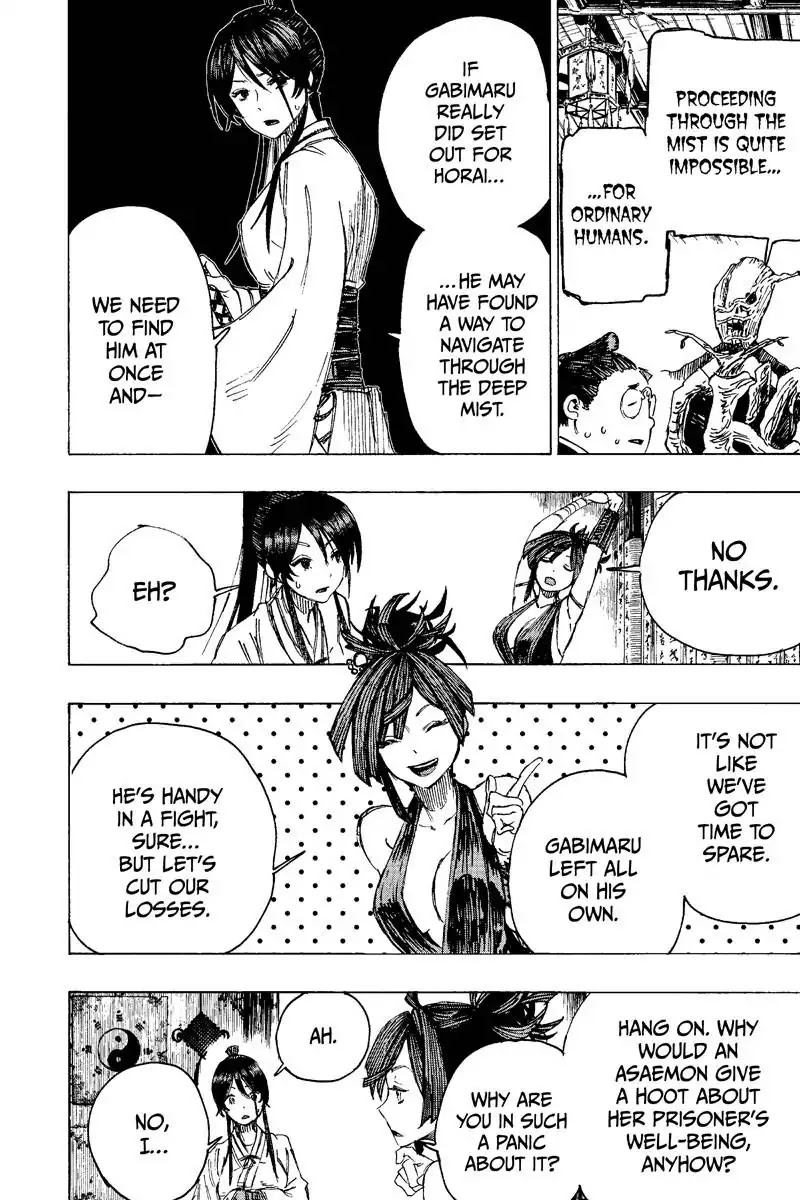 PROCEEDING
THROUGH THE
MIST IS QUITE
IMPOSSIBLE...
...FOR
ORDINARY
HUMANS.
IF
GABIMARU
REALLY
DID SET
OUT FOR
HORAI...
...HE MAY
HAVE FOUND
A WAY TO
NAVIGATE
THROUGH
THE DEEP
MIST.
WE NEED
TO FIND
HIM AT
ONCE
AND—
NO
THANKS.
EH?
IT'S NOT
LIKE
WE'VE
GOT
TIME TO
SPARE.
GABIMARU
LEFT ALL
ON HIS
OWN.
HE'S HANDY
IN A FIGHT,
SURE...
BUT LET'S
CUT OUR
LOSSES.
HANG ON. WHY
WOULD AN
ASAEMON GIVE
A HOOT ABOUT
HER PRISONER'S
WELL-BEING,
ANYHOW?
WHY ARE
YOU IN SUCH
A PANIC
ABOUT IT?
AH.
NO,
I...